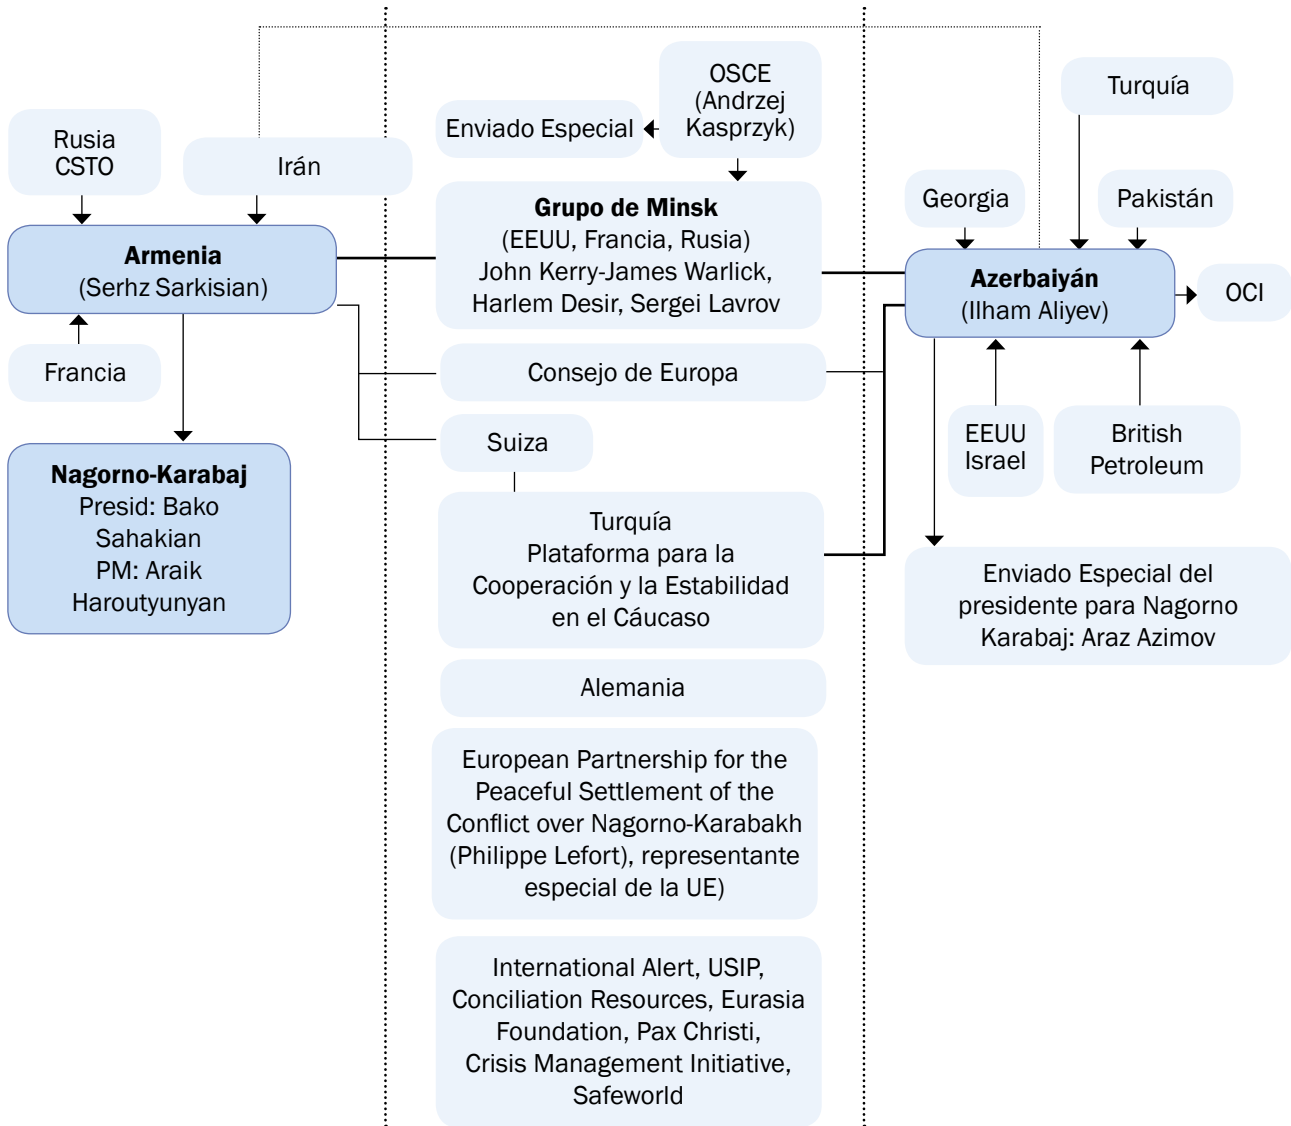 Rusia
CSTO
Irán
Armenia
(Serhz Sarkisian)
Francia
Nagorno-Karabaj
Presid: Bako
Sahakian
PM: Araik
Haroutyunyan
OSCE
(Andrzej
Kasprzyk)
Enviado Especial
Grupo de Minsk
(EEUU, Francia, Rusia)
John Kerry-James Warlick,
Harlem Desir, Sergei Lavrov
Consejo de Europa
Suiza
Turquía
Plataforma para la
Cooperación y la Estabilidad
en el Cáucaso
Alemania
European Partnership for the
Peaceful Settlement of the
Conflict over Nagorno-Karabakh
(Philippe Lefort), representante
especial de la UE)
International Alert, USIP,
Conciliation Resources, Eurasia
Foundation, Pax Christi,
Crisis Management Initiative,
Safeworld
Turquía
Georgia
Pakistán
Azerbaiyán
(Ilham Aliyev)
OCI
EEUU
Israel
British
Petroleum
Enviado Especial del
presidente para Nagorno
Karabaj: Araz Azimov